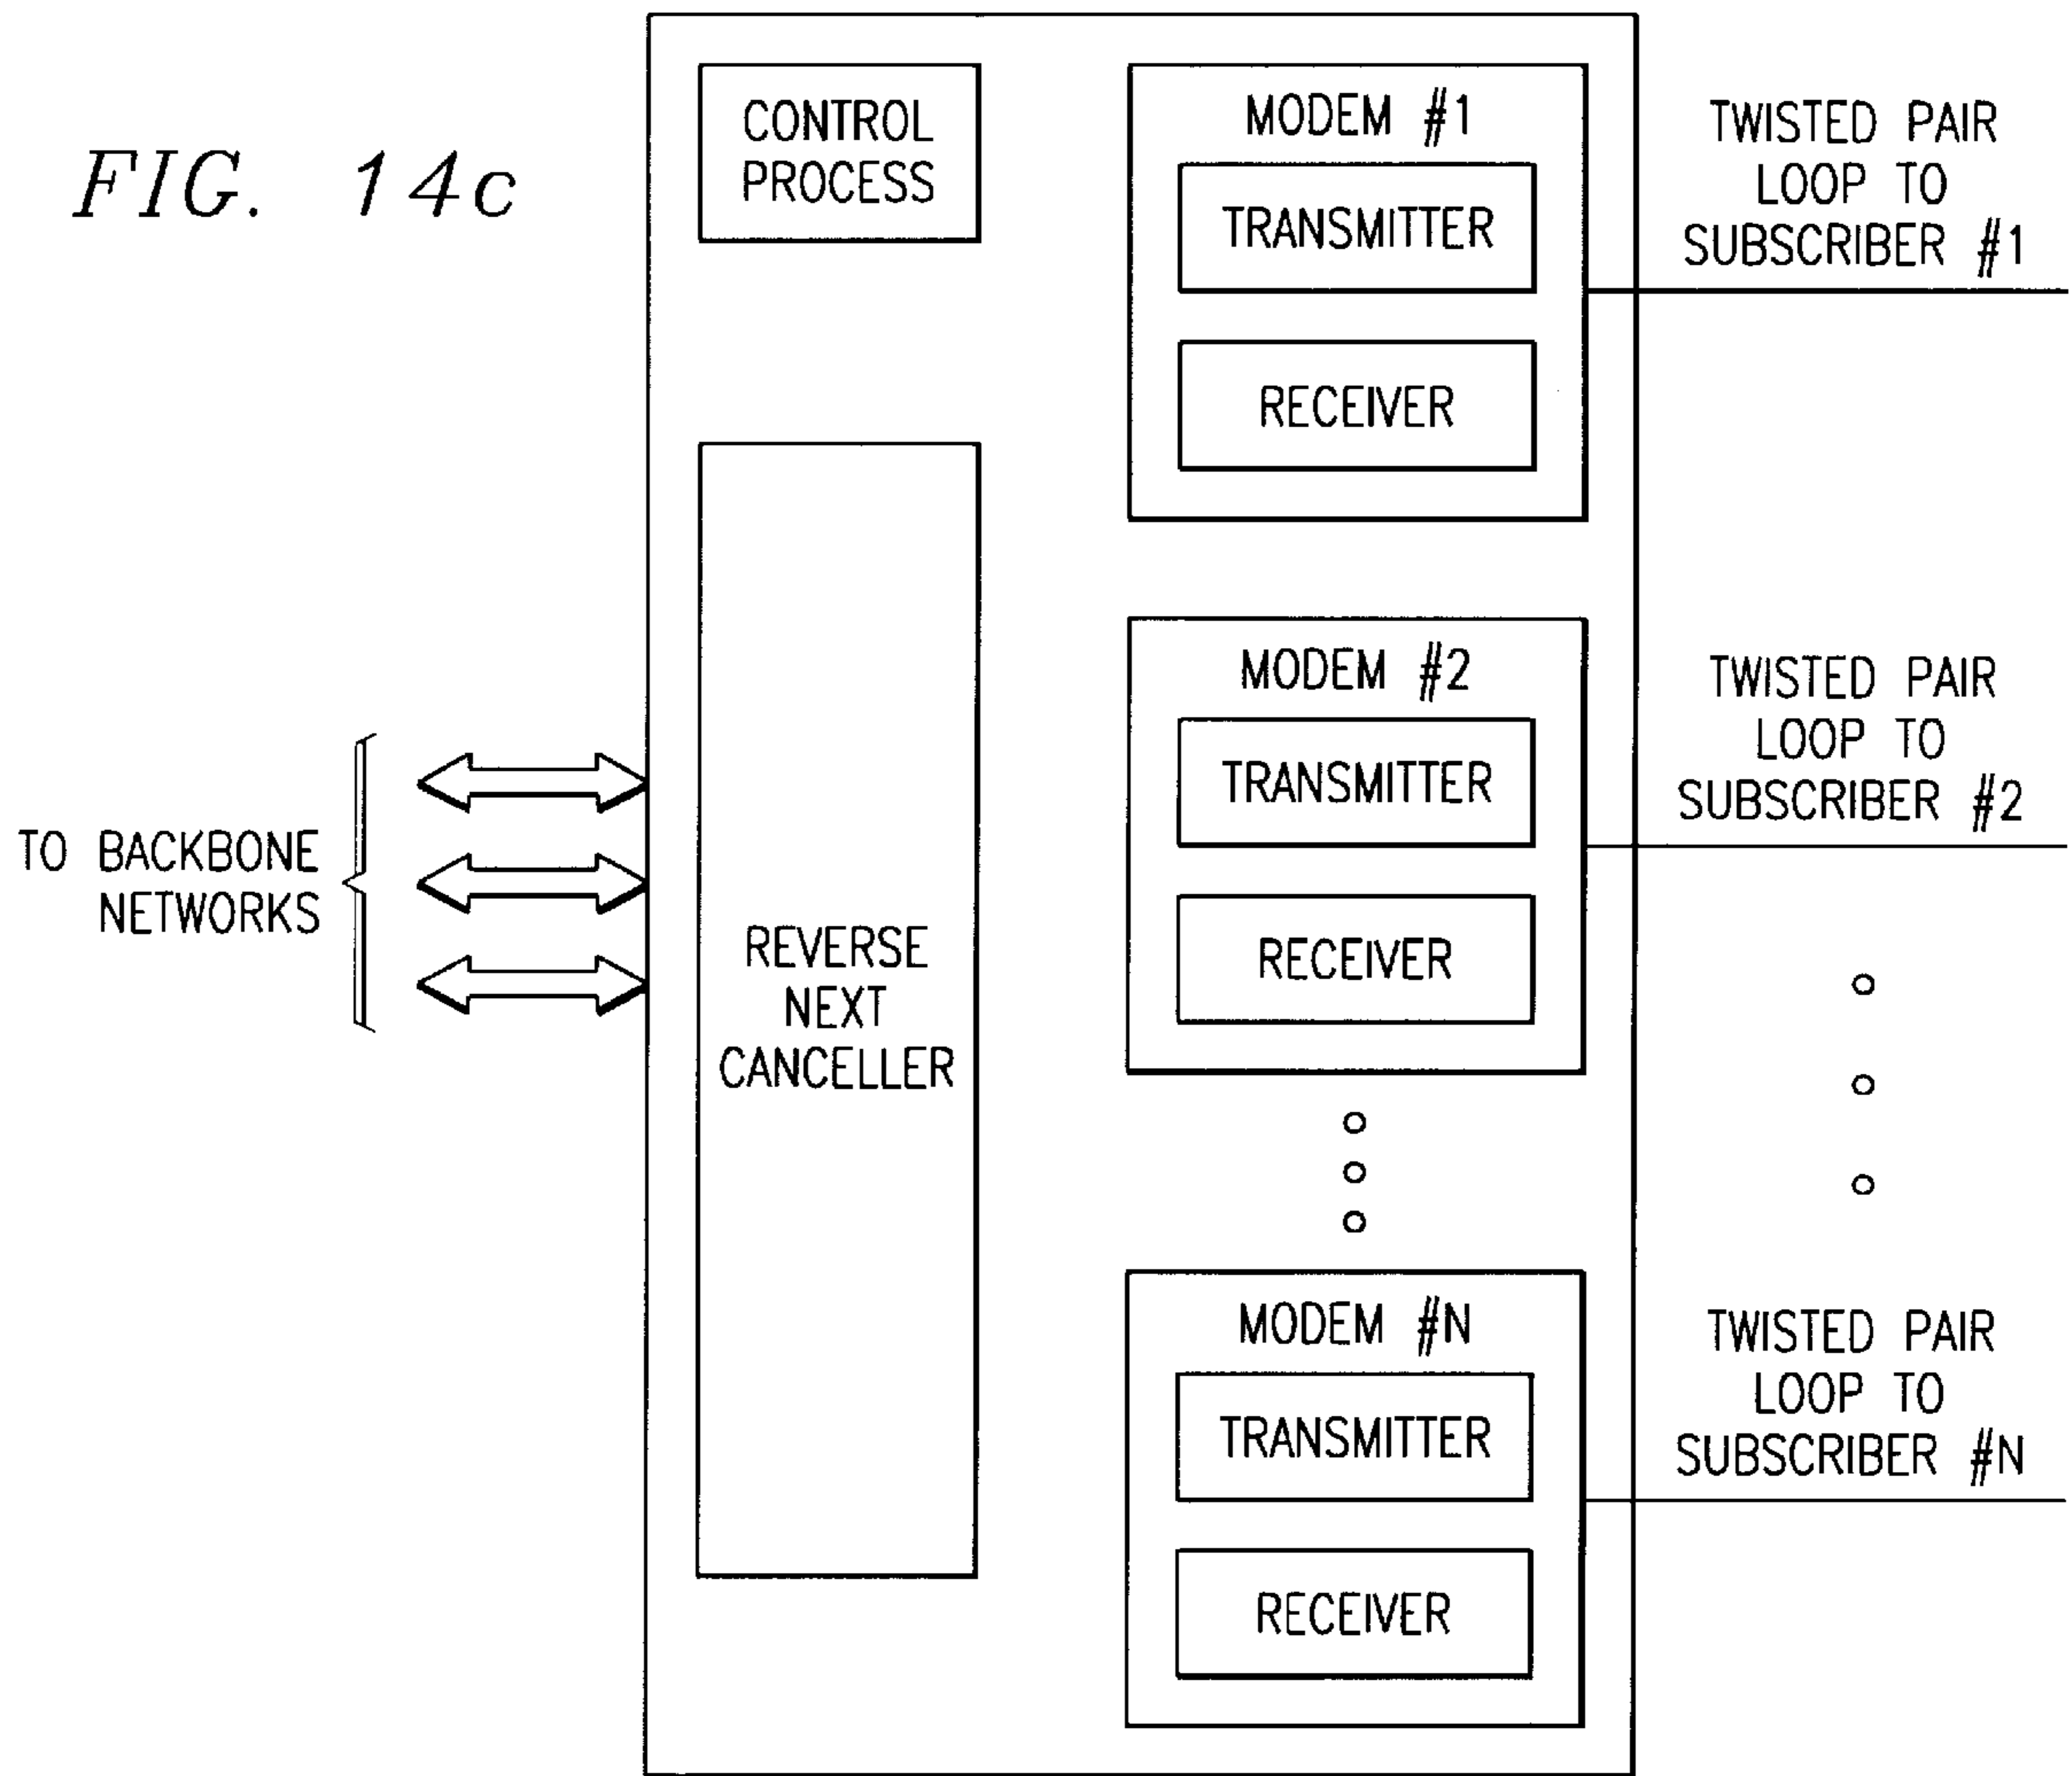 FIG. 14c
CONTROL
PROCESS
MODEM #1
TRANSMITTER
RECEIVER
TWISTED PAIR
LOOP TO
SUBSCRIBER #1
MODEM #2
TRANSMITTER
RECEIVER
TWISTED PAIR
LOOP TO
SUBSCRIBER #2
TO BACKBONE
NETWORKS
REVERSE
NEXT
CANCELLER
MODEM #N
TRANSMITTER
RECEIVER
TWISTED PAIR
LOOP TO
SUBSCRIBER #N